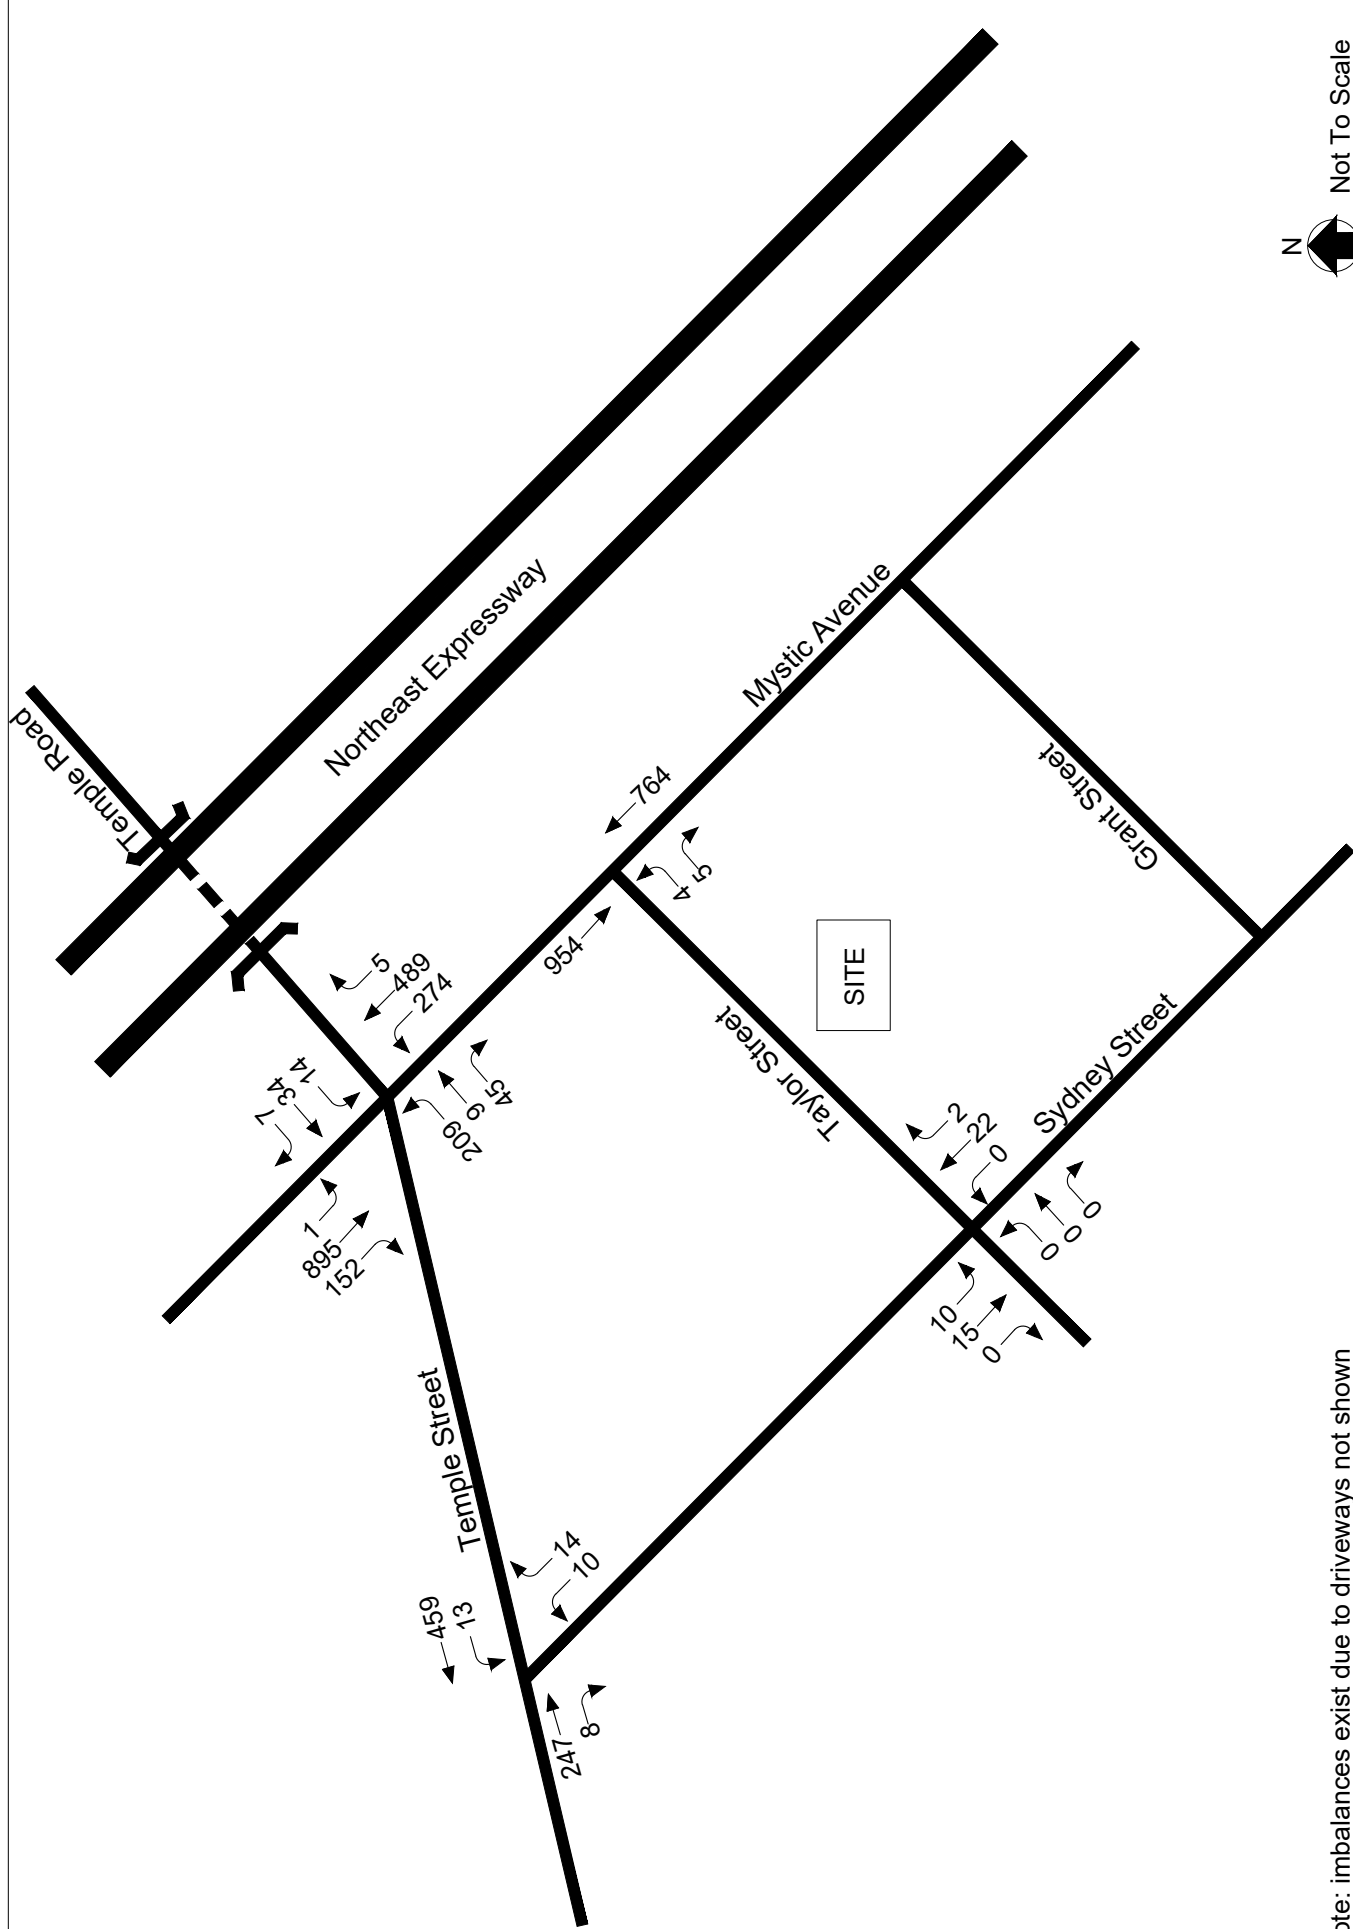 Not To Scale
N
Temple Road
Northeast Expressway
Mystic Avenue
Grant Street
Taylor Street
SITE
Sydney Street
Temple Street
764
4
5
954
5
489
274
14
34
7
45
9
209
1
895
152
2
22
0
0
0
0
10
15
0
459
13
14
10
247
8
imbalances exist due to driveways not shown